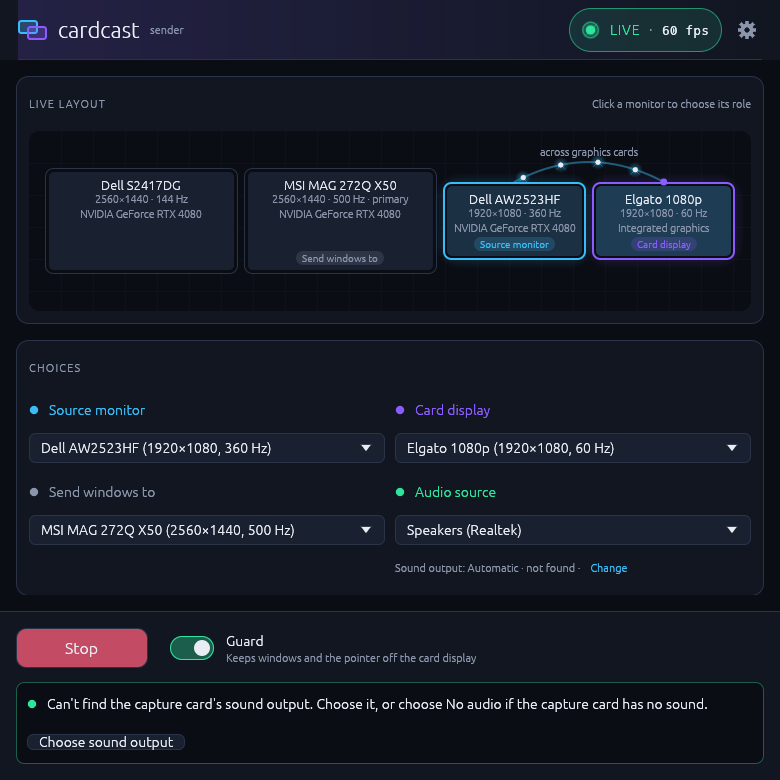 cardcast sender
LIVE · 60 fps
LIVE LAYOUT
Click a monitor to choose its role
across graphics cards
Dell S2417DG
2560×1440 · 144 Hz
NVIDIA GeForce RTX 4080
MSI MAG 272Q X50
2560×1440 · 500 Hz · primary
NVIDIA GeForce RTX 4080
Send windows to
Dell AW2523HF
1920×1080 · 360 Hz
NVIDIA GeForce RTX 4080
Source monitor
Elgato 1080p
1920×1080 · 60 Hz
Integrated graphics
Card display
CHOICES
Source monitor
Dell AW2523HF (1920×1080, 360 Hz)
Card display
Elgato 1080p (1920×1080, 60 Hz)
Send windows to
MSI MAG 272Q X50 (2560×1440, 500 Hz)
Audio source
Speakers (Realtek)
Sound output: Automatic · not found · Change
Stop
Guard
Keeps windows and the pointer off the card display
Can't find the capture card's sound output. Choose it, or choose No audio if the capture card has no sound.
Choose sound output